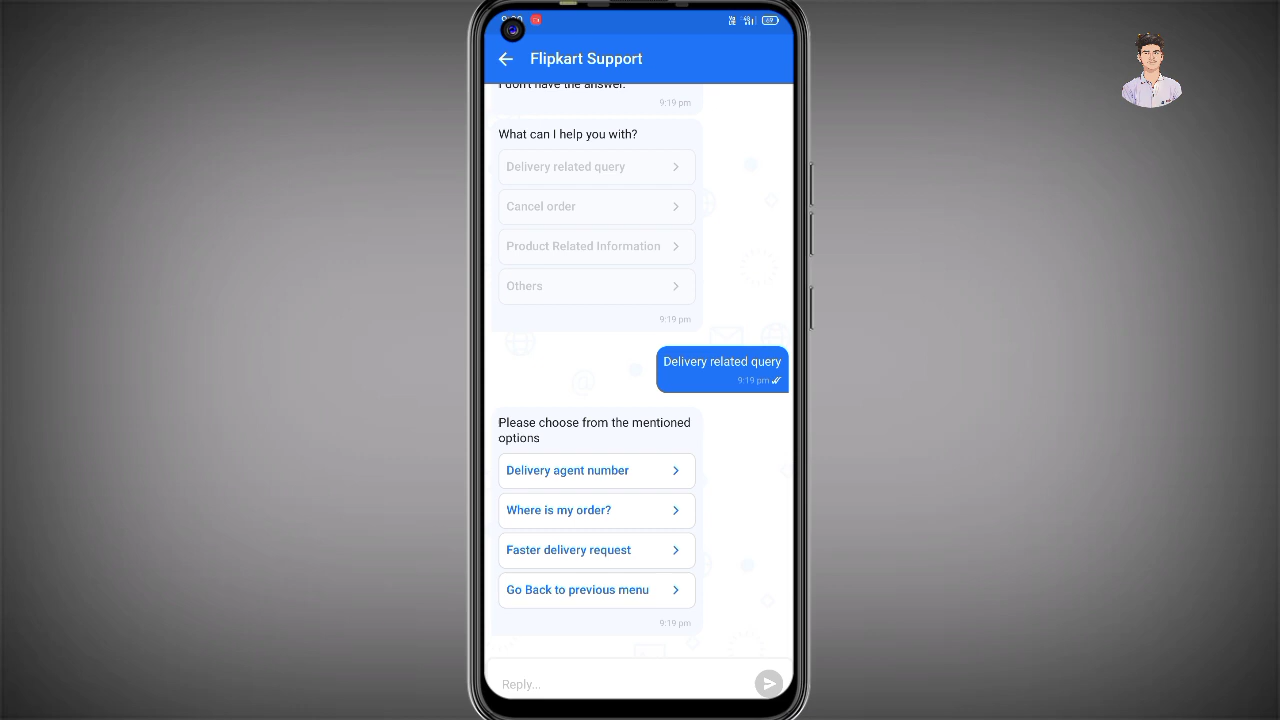 Flipkart Support
I don't have the answer.
9:19 pm
What can I help you with?
Delivery related query
Cancel order
Product Related Information
Others
9:19 pm
Delivery related query
9:19 pm
Please choose from the mentioned
options
Delivery agent number
Where is my order?
Faster delivery request
Go Back to previous menu
9:19 pm
Reply...